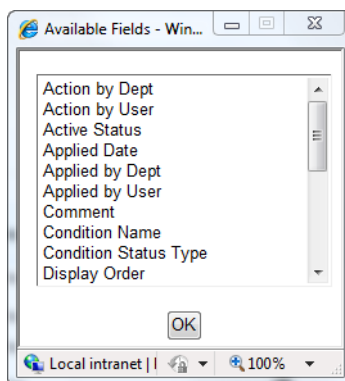 Available Fields - Win...
Action by Dept
Action by User
Active Status
Applied Date
Applied by Dept
Applied by User
Comment
Condition Name
Condition Status Type
Display Order
OK
Local intranet | 100%